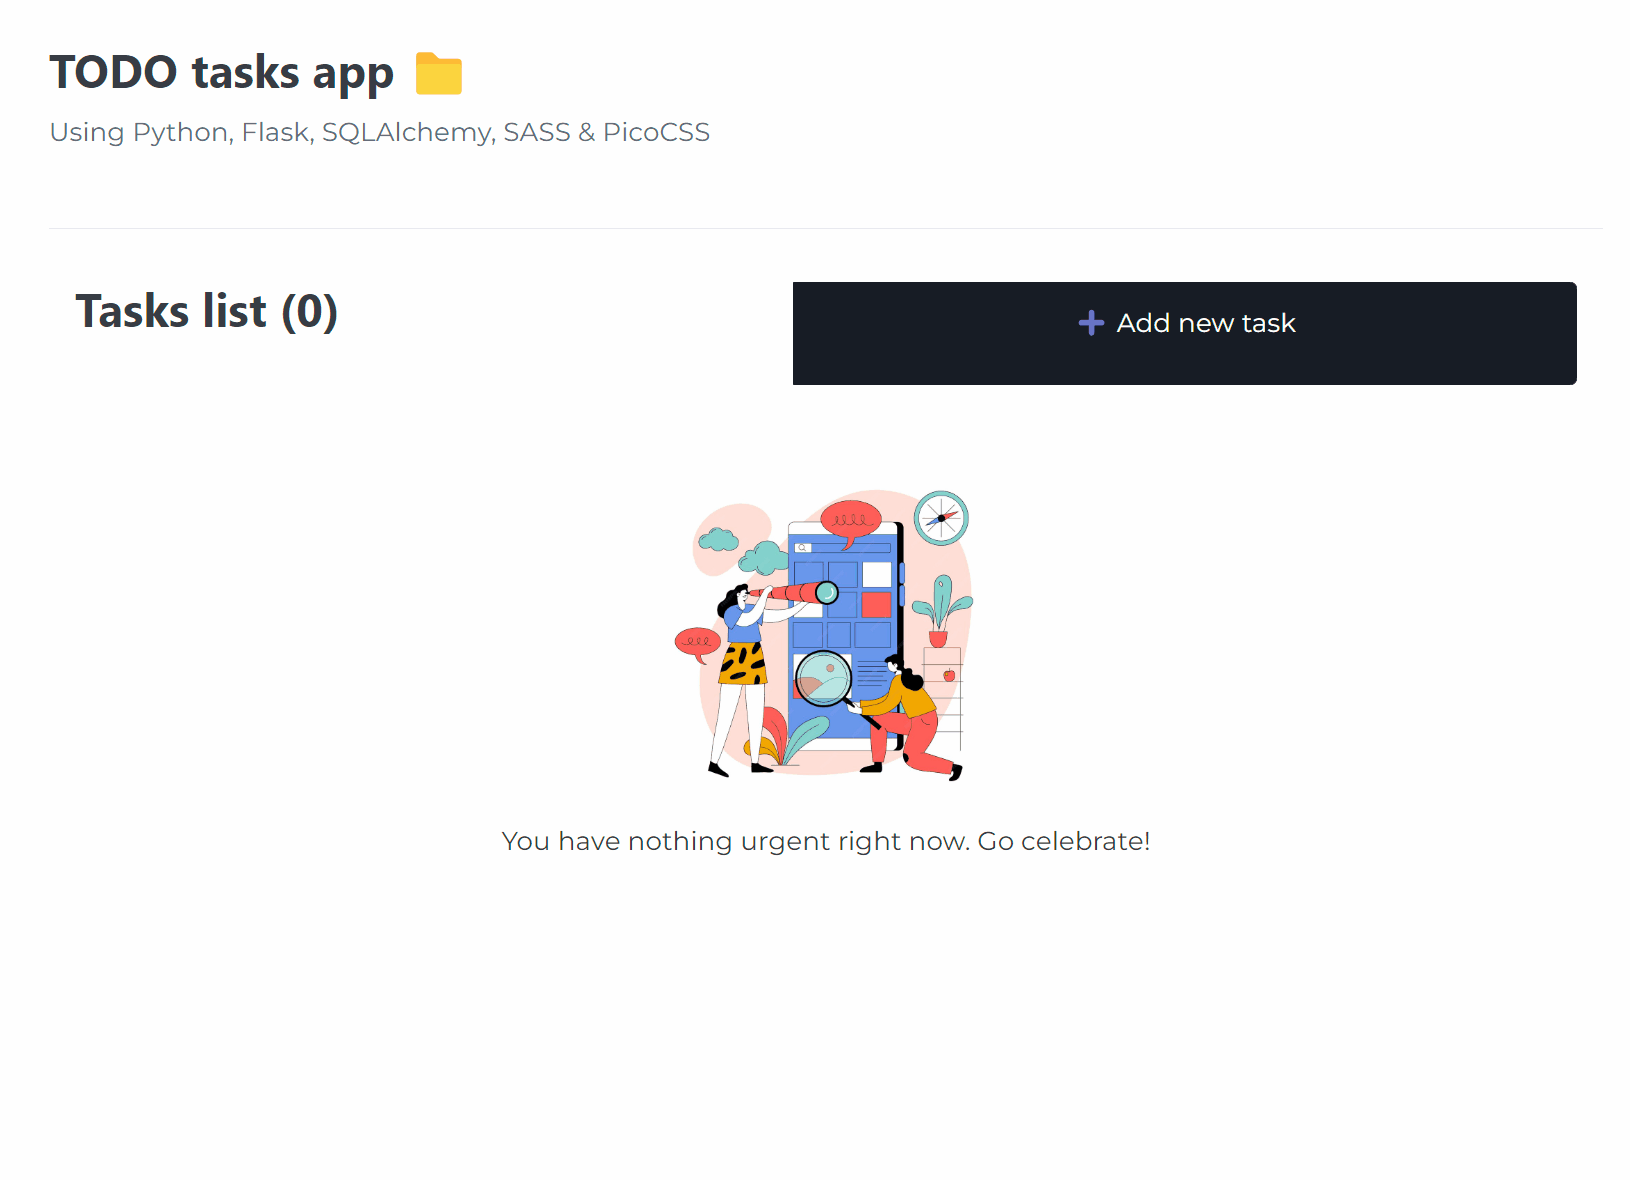 TODO tasks app 📁
Using Python, Flask, SQLAlchemy, SASS & PicoCSS
Tasks list (0)
➕ Add new task
You have nothing urgent right now. Go celebrate!